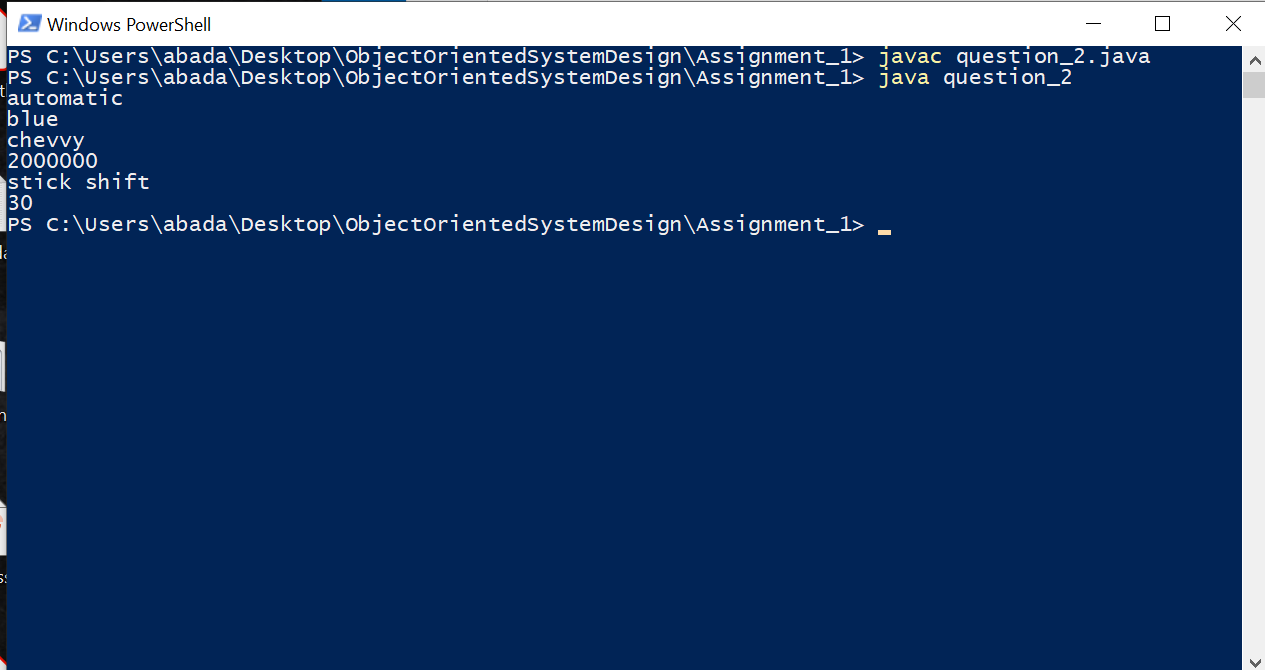 Windows PowerShell
PS C:\Users\abada\Desktop\ObjectOrientedSystemDesign\Assignment_1> javac question_2.java
PS C:\Users\abada\Desktop\ObjectOrientedSystemDesign\Assignment_1> java question_2
automatic
blue
chevvy
2000000
stick shift
30
PS C:\Users\abada\Desktop\ObjectOrientedSystemDesign\Assignment_1>